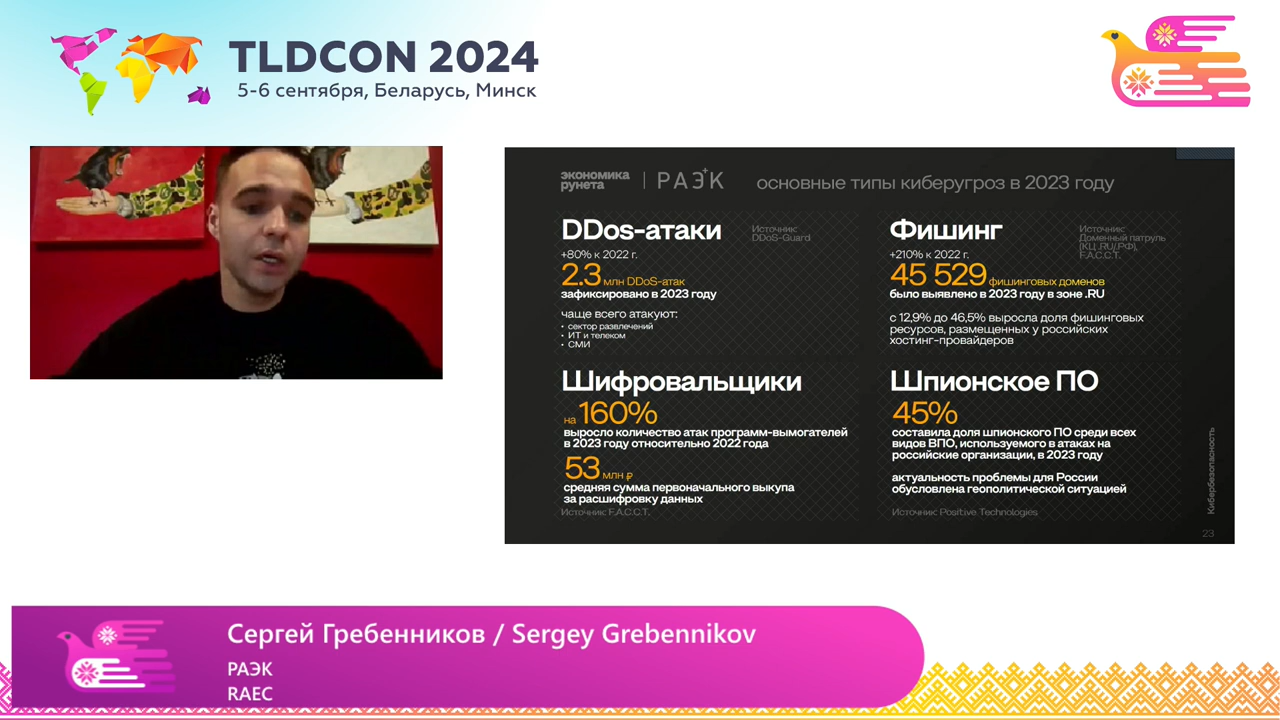 TLDCON 2024
5-6 сентября, Беларусь, Минск
экономика
рунета
РАЭК
основные типы киберугроз в 2023 году
DDos-атаки
Источник:
DDoS-Guard
+80% к 2022 г.
2.3 млн DDoS-атак
зафиксировано в 2023 году
чаще всего атакуют:
• сектор развлечений
• ИТ и телеком
• СМИ
Фишинг
Источник:
Доменный патруль
(КЦ .RU/.РФ),
F.A.C.C.T.
+210% к 2022 г.
45 529 фишинговых доменов
было выявлено в 2023 году в зоне .RU
с 12,9% до 46,5% выросла доля фишинговых
ресурсов, размещенных у российских
хостинг-провайдеров
Шифровальщики
на 160%
выросло количество атак программ-вымогателей
в 2023 году относительно 2022 года
53 млн ₽
средняя сумма первоначального выкупа
за расшифровку данных
Источник: F.A.C.C.T.
Шпионское ПО
45%
составила доля шпионского ПО среди всех
видов ВПО, используемого в атаках на
российские организации, в 2023 году
актуальность проблемы для России
обусловлена геополитической ситуацией
Источник: Positive Technologies
Кибербезопасность
23
Сергей Гребенников / Sergey Grebennikov
РАЭК
RAEC